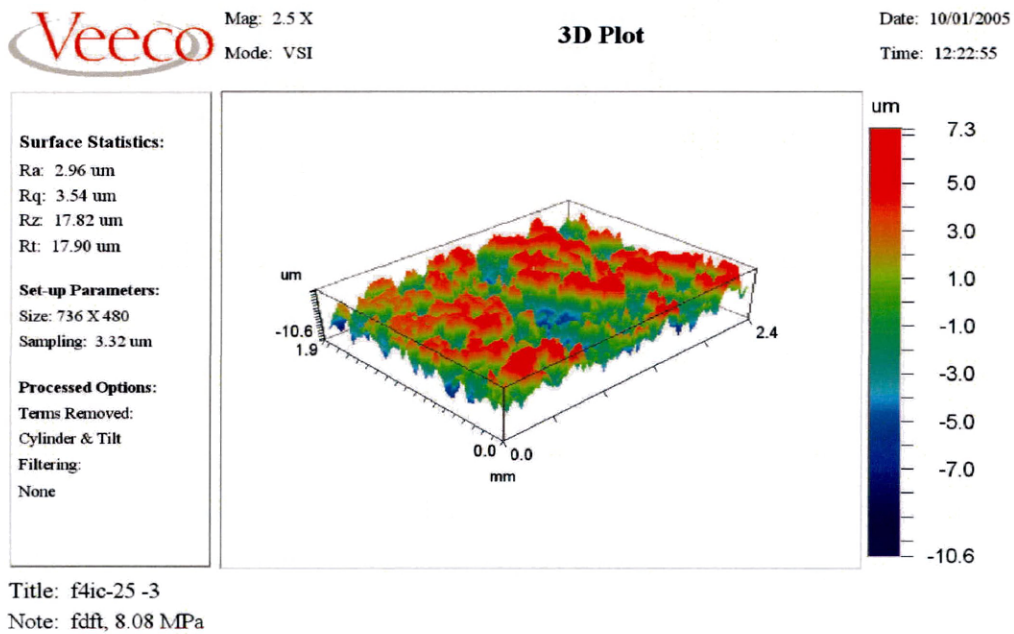 Veeco
Mag: 2.5 X
Mode: VSI
3D Plot
Date: 10/01/2005
Time: 12:22:55
Surface Statistics:
Ra: 2.96 um
Rq: 3.54 um
Rz: 17.82 um
Rt: 17.90 um
Set-up Parameters:
Size: 736 X 480
Sampling: 3.32 um
Processed Options:
Terms Removed:
Cylinder & Tilt
Filtering:
None
um
-10.6
1.9
0.0
0.0
mm
2.4
um
7.3
5.0
3.0
1.0
-1.0
-3.0
-5.0
-7.0
-10.6
Title: f4ic-25 -3
Note: fdft, 8.08 MPa